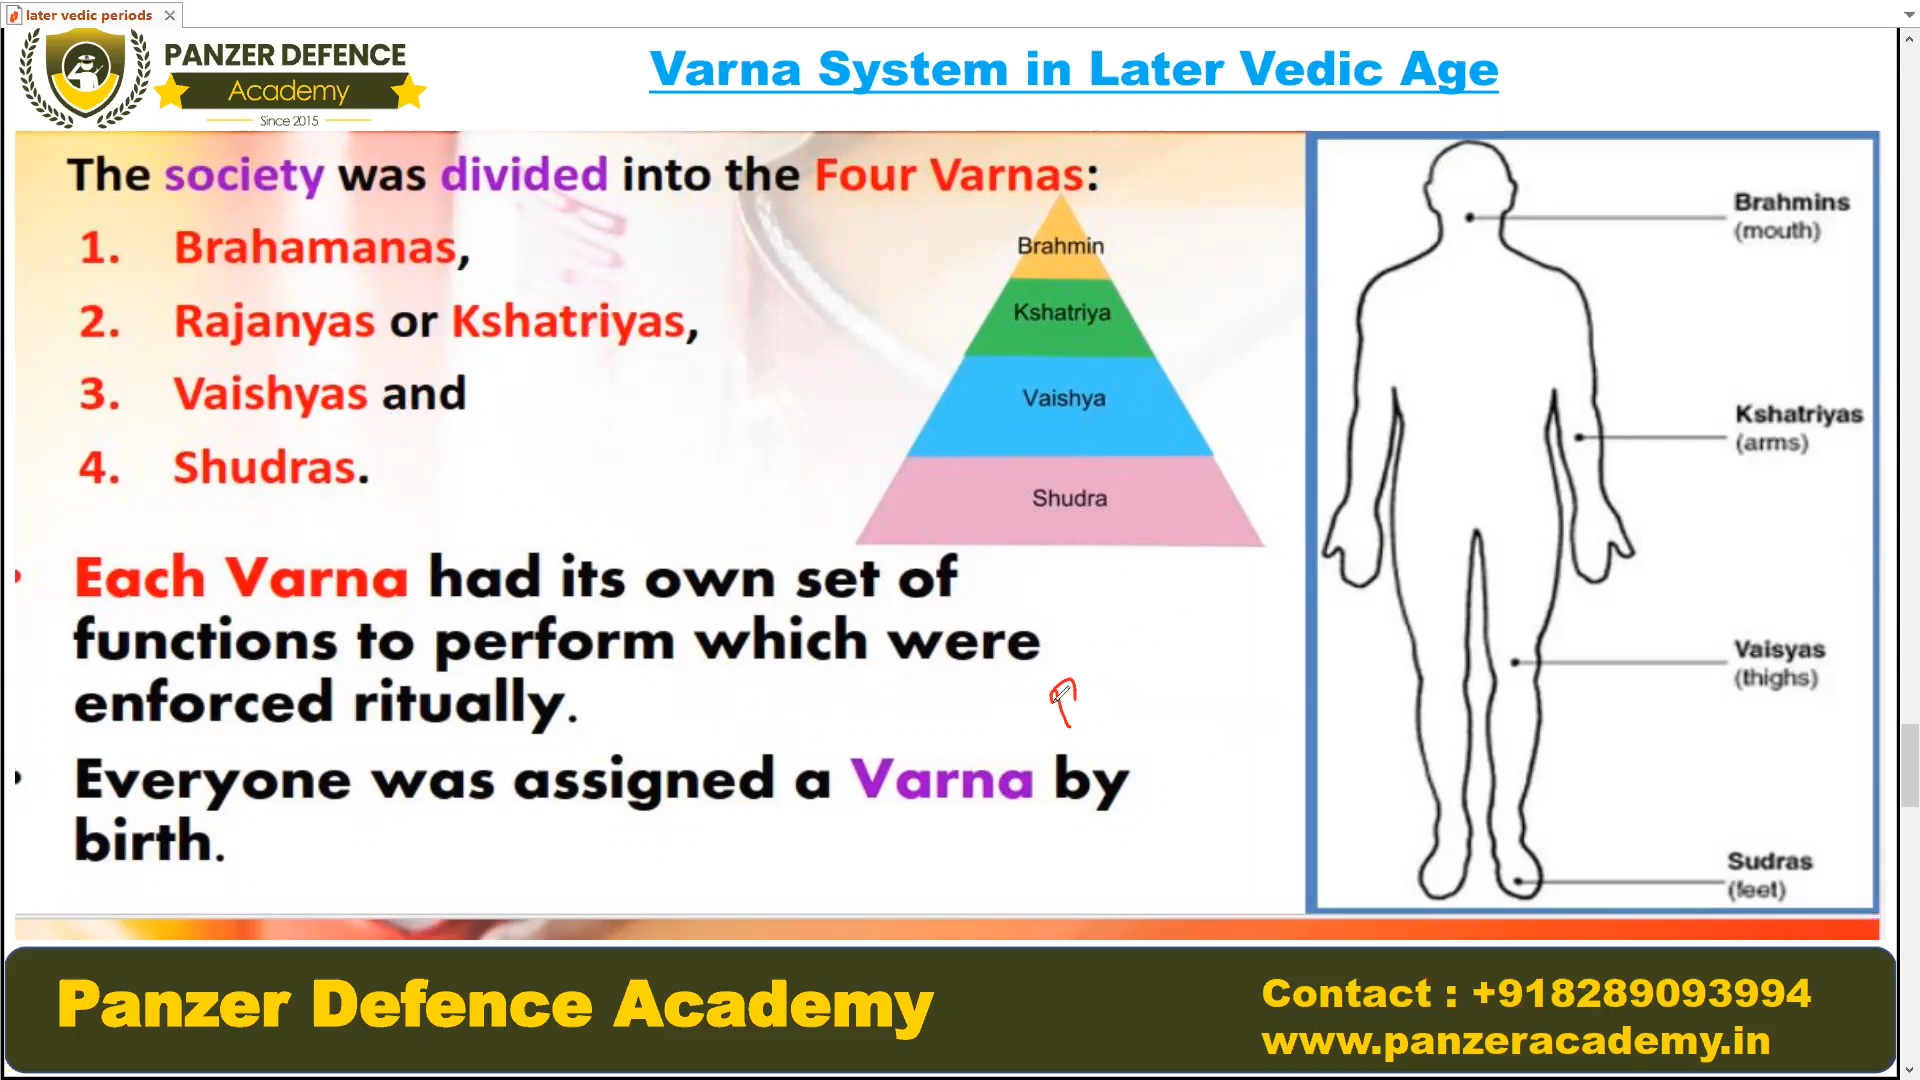 later vedic periods
PANZER DEFENCE
Academy
Since 2015
Varna System in Later Vedic Age
The society was divided into the Four Varnas:
1. Brahamanas,
2. Rajanyas or Kshatriyas,
3. Vaishyas and
4. Shudras.
Brahmin
Kshatriya
Vaishya
Shudra
• Each Varna had its own set of
functions to perform which were
enforced ritually.
• Everyone was assigned a Varna by
birth.
Brahmins
(mouth)
Kshatriyas
(arms)
Vaisyas
(thighs)
Sudras
(feet)
Panzer Defence Academy
Contact : +918289093994
www.panzeracademy.in